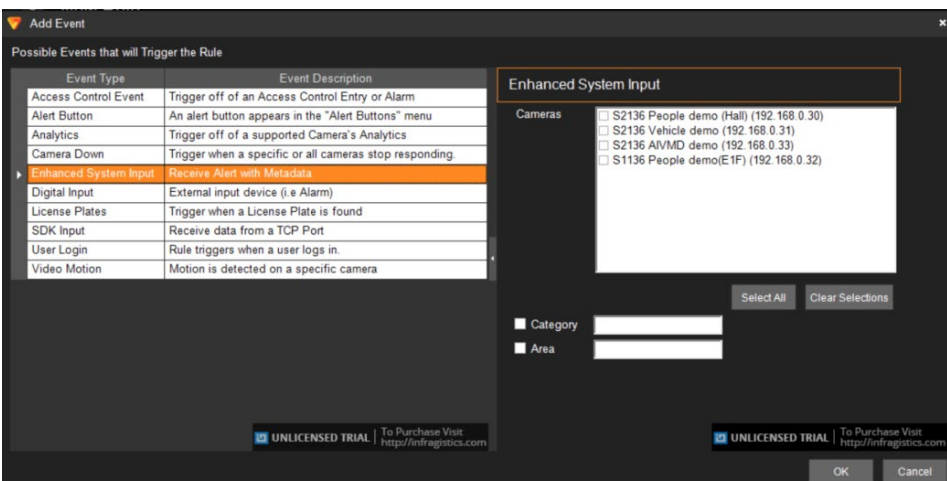 Add Event
Possible Events that will Trigger the Rule
Event Type Event Description
Access Control Event Trigger off of an Access Control Entry or Alarm
Alert Button An alert button appears in the "Alert Buttons" menu
Analytics Trigger off of a supported Camera's Analytics
Camera Down Trigger when a specific or all cameras stop responding.
Enhanced System Input Receive Alert with Metadata
Digital Input External input device (i.e Alarm)
License Plates Trigger when a License Plate is found
SDK Input Receive data from a TCP Port
User Login Rule triggers when a user logs in.
Video Motion Motion is detected on a specific camera
UNLICENSED TRIAL
To Purchase Visit
http://infragistics.com
Enhanced System Input
Cameras
S2136 People demo (Hall) (192.168.0.30)
S2136 Vehicle demo (192.168.0.31)
S2136 AIVMD demo (192.168.0.33)
S1136 People demo(E1F) (192.168.0.32)
Select All Clear Selections
Category
Area
UNLICENSED TRIAL
To Purchase Visit
http://infragistics.com
OK Cancel